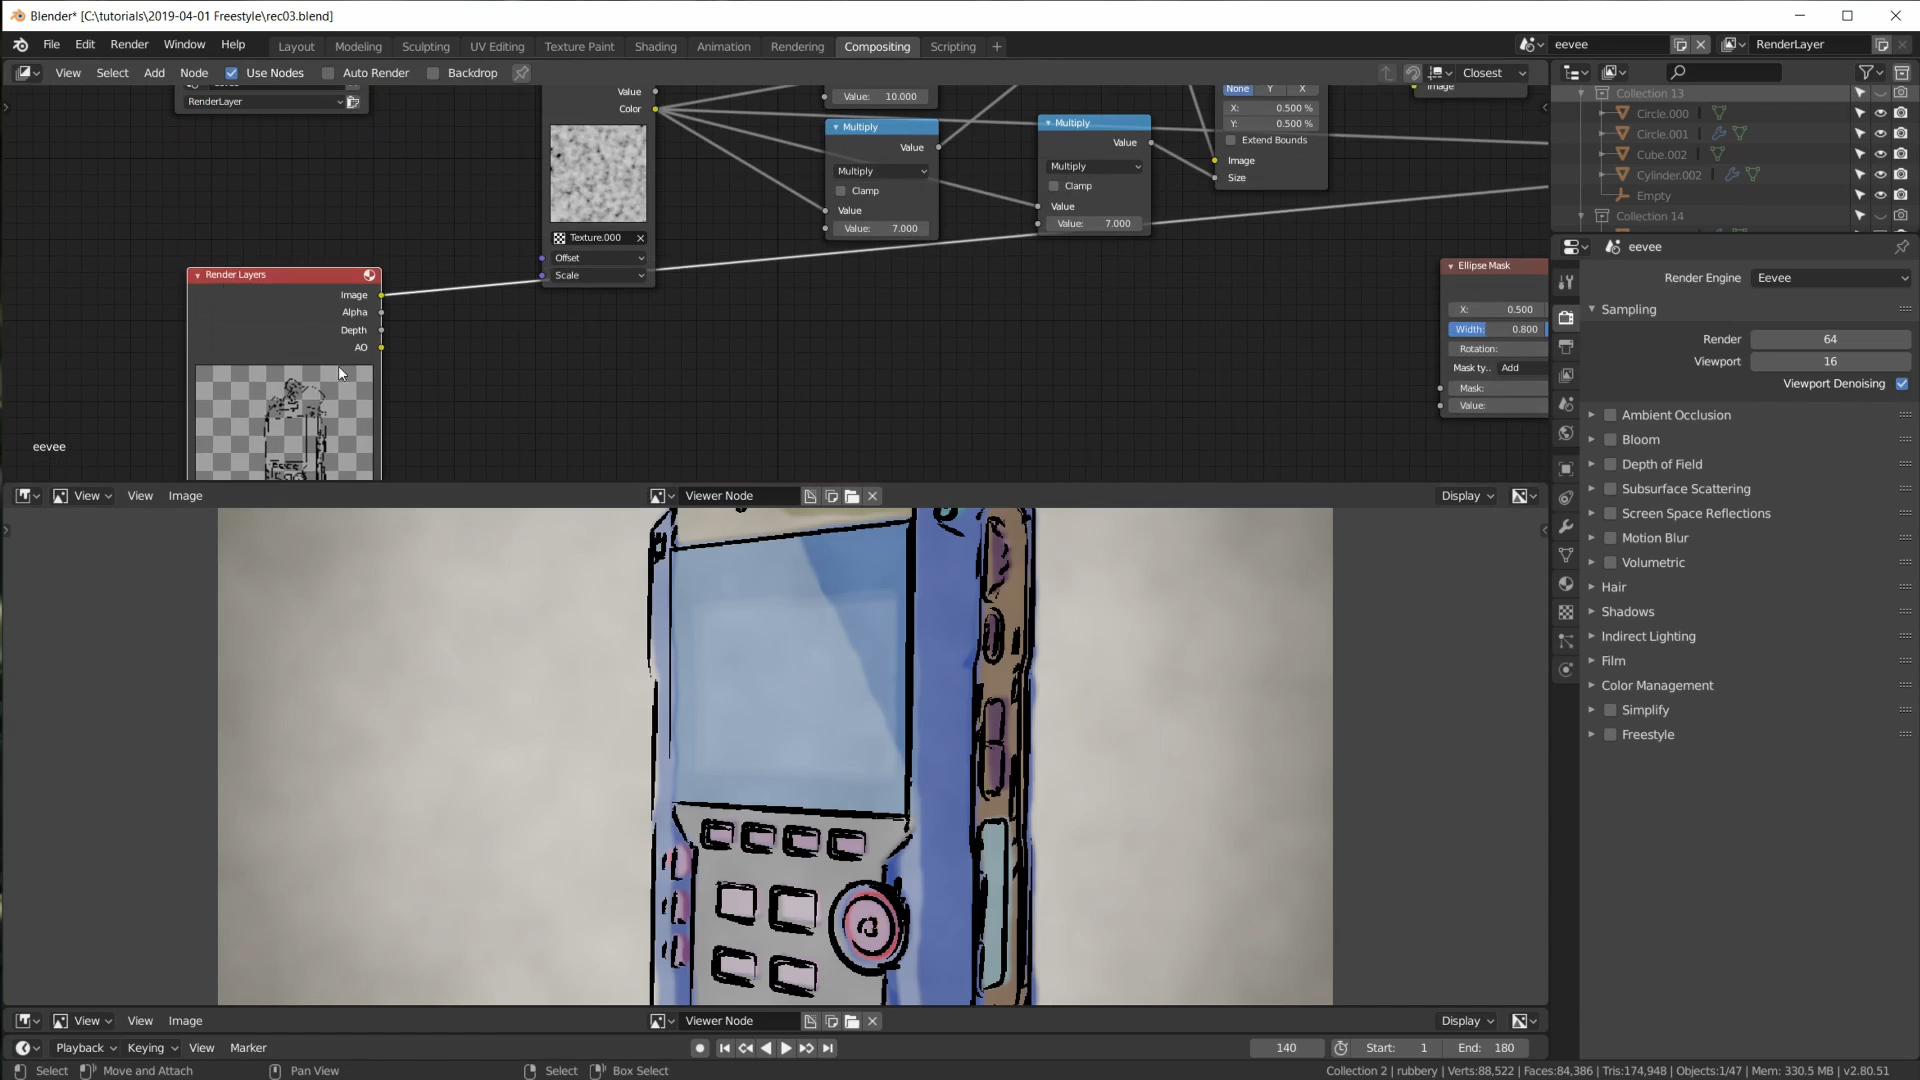 Blender* [C:\tutorials\2019-04-01 Freestyle\rec03.blend]
File Edit Render Window Help Layout Modeling Sculpting UV Editing Texture Paint Shading Animation Rendering Compositing Scripting + eevee RenderLayer
View Select Add Node Use Nodes Auto Render Backdrop Closest
RenderLayer
Value
Color
Texture.000
Offset
Scale
Value: 10.000
Multiply
Value
Multiply
Clamp
Value
Value: 7.000
Multiply
Value
Multiply
Clamp
Value
Value: 7.000
None Y X
X: 0.500 %
Y: 0.500 %
Extend Bounds
Image
Size
Image
Render Layers
Image
Alpha
Depth
AO
eevee
Ellipse Mask
X: 0.500
Width: 0.800
Rotation:
Mask ty.. Add
Mask:
Value:
Collection 13
Circle.000
Circle.001
Cube.002
Cylinder.002
Empty
Collection 14
eevee
Render Engine Eevee
Sampling
Render 64
Viewport 16
Viewport Denoising
Ambient Occlusion
Bloom
Depth of Field
Subsurface Scattering
Screen Space Reflections
Motion Blur
Volumetric
Hair
Shadows
Indirect Lighting
Film
Color Management
Simplify
Freestyle
View View Image Viewer Node Display
View View Image Viewer Node Display
Playback Keying View Marker 140 Start: 1 End: 180
Select Move and Attach Pan View Select Box Select Collection 2 | rubbery | Verts:88,522 | Faces:84,386 | Tris:174,948 | Objects:1/47 | Mem: 330.5 MB | v2.80.51